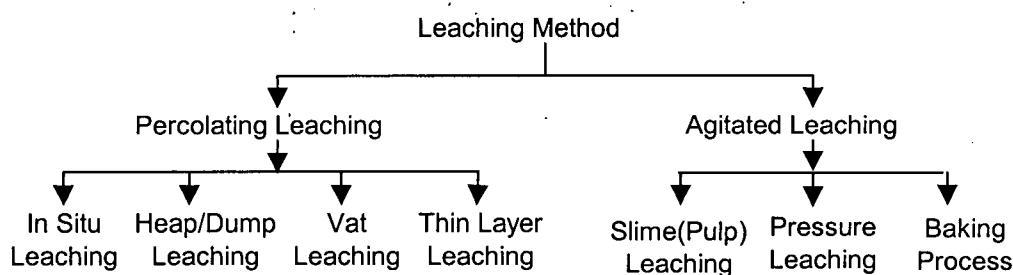 Leaching Method
Percolating Leaching
Agitated Leaching
In Situ
Leaching
Heap/Dump
Leaching
Vat
Leaching
Thin Layer
Leaching
Slime(Pulp)
Leaching
Pressure
Leaching
Baking
Process